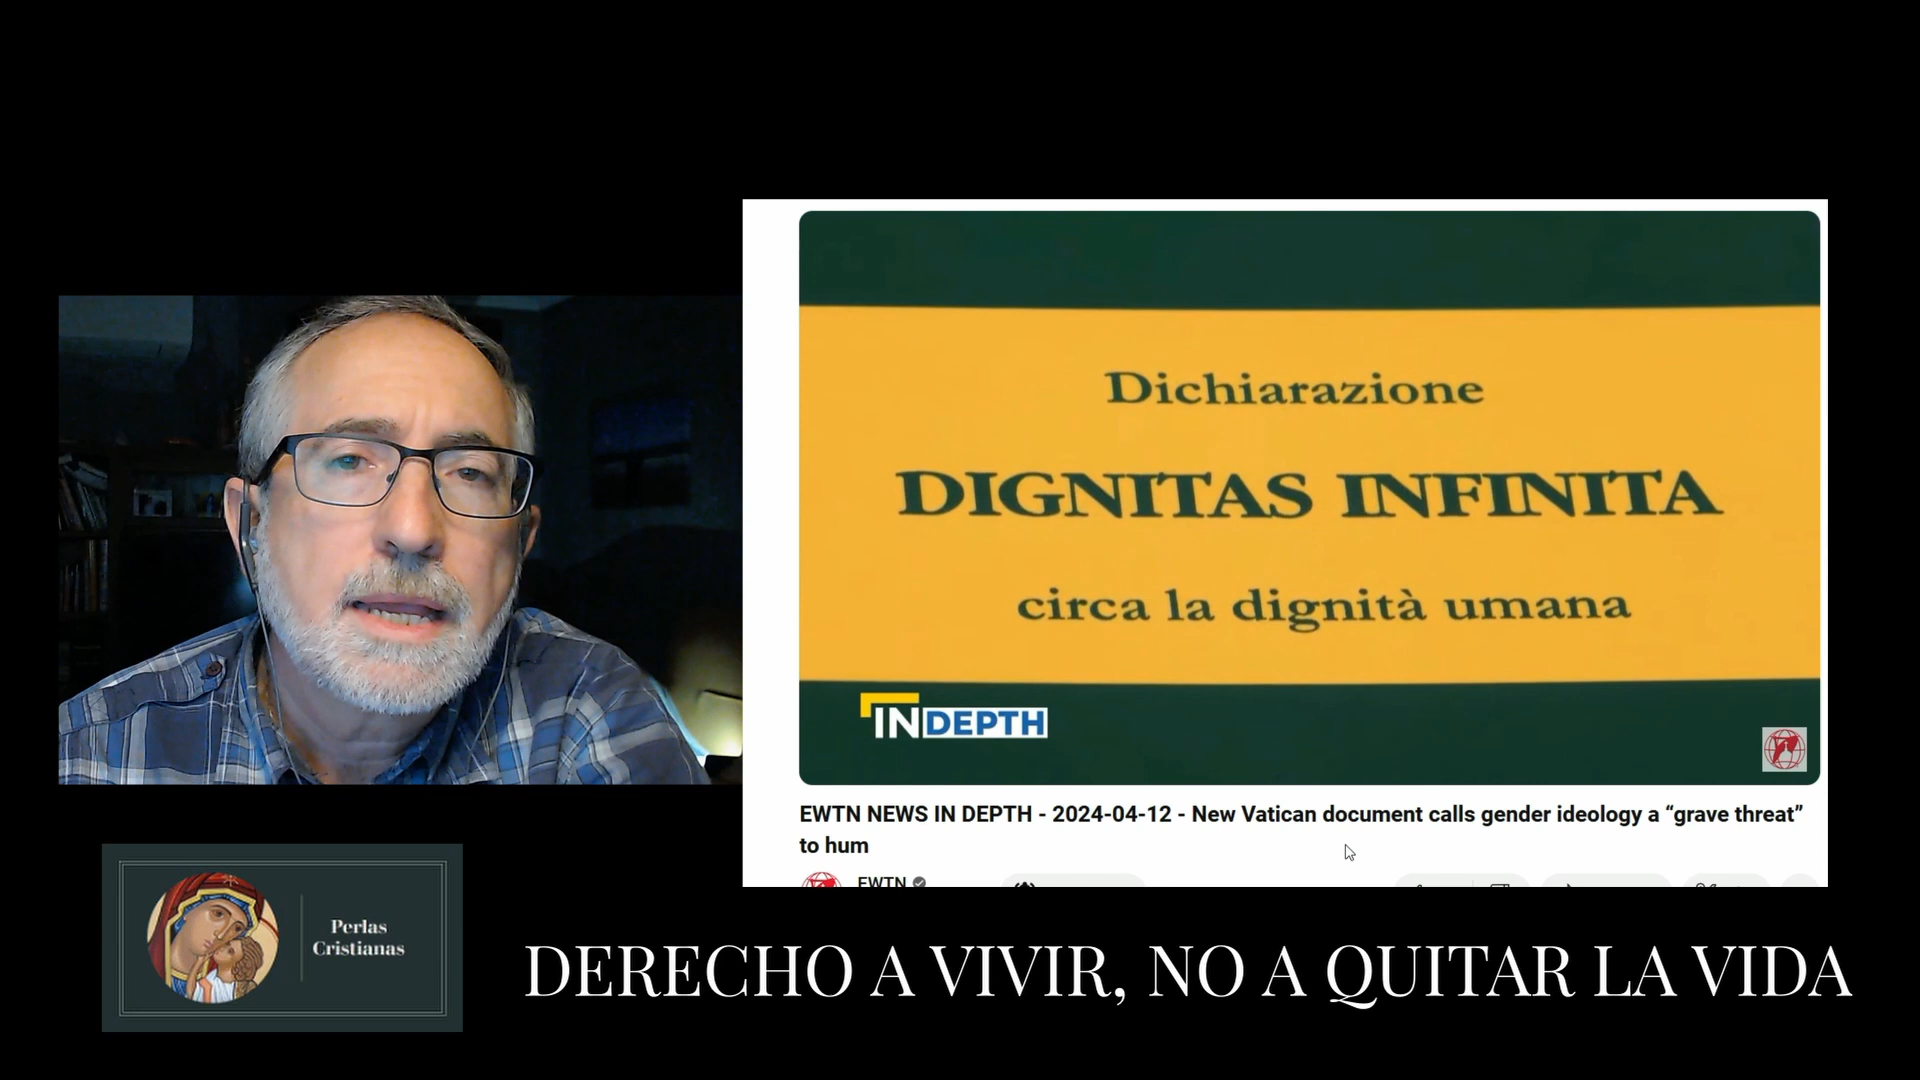 Dichiarazione
DIGNITAS INFINITA
circa la dignità umana
INDEPTH
EWTN NEWS IN DEPTH - 2024-04-12 - New Vatican document calls gender ideology a “grave threat”
to hum
EWTN
Perlas
Cristianas
DERECHO A VIVIR, NO A QUITAR LA VIDA